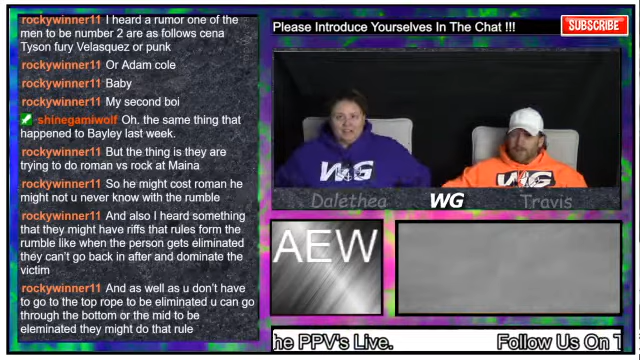 rockywinner11 I heard a rumor one of the
men to be number 2 are as follows cena
Tyson fury Velasquez or punk
rockywinner11 Or Adam cole
rockywinner11 Baby
rockywinner11 My second boi
shinegamiwolf Oh. the same thing that
happened to Bayley last week.
rockywinner11 But the thing is they are
trying to do roman vs rock at Maina
rockywinner11 So he might cost roman he
might not u never know with the rumble
rockywinner11 And also I heard something
that they might have riffs that rules form the
rumble like when the person gets eliminated
they can't go back in after and dominate the
victim
rockywinner11 And as well as u don't have
to go to the top rope to be eliminated u can go
through the bottom or the mid to be
eleminated they might do that rule
Please Introduce Yourselves In The Chat !!!
SUBSCRIBE
WG
WG
Dalethea WG Travis
AEW
he PPV's Live. Follow Us On T